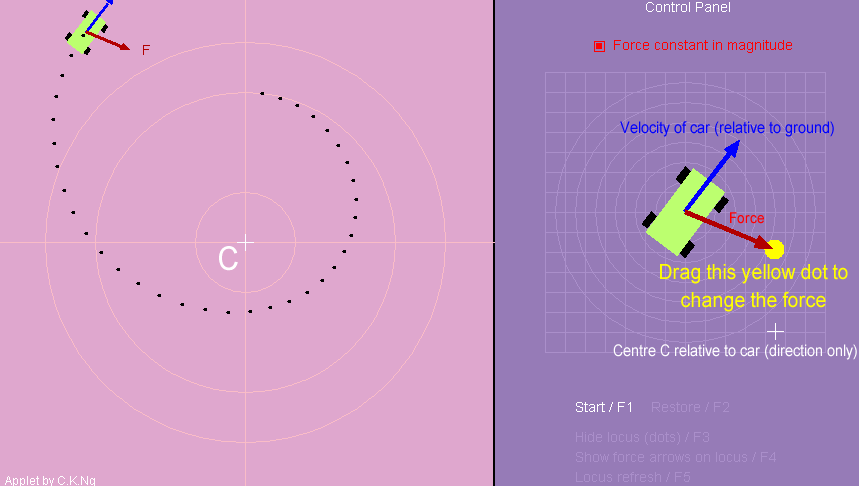 Control Panel
Force constant in magnitude
F
Velocity of car (relative to ground)
Force
C
Drag this yellow dot to
change the force
Centre C relative to car (direction only)
Start / F1 Restore / F2
Hide locus (dots) / F3
Show force arrows on locus / F4
Locus refresh / F5
Applet by C.K.Ng